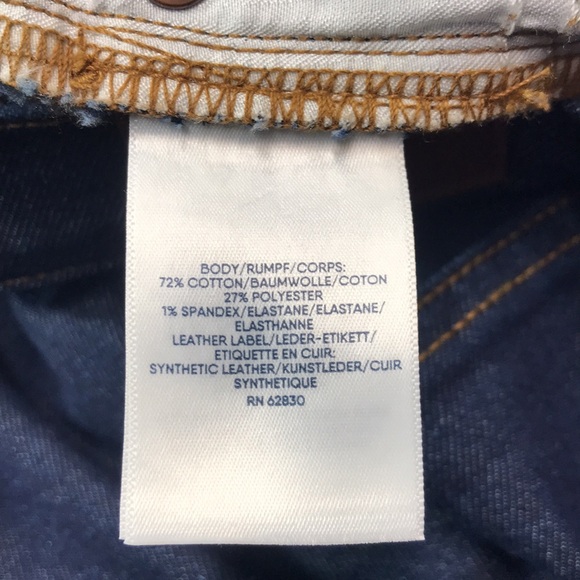 BODY/RUMPF/CORPS:
72% COTTON/BAUMWOLLE/COTON
27% POLYESTER
1% SPANDEX/ELASTANE/ELASTANE/
ELASTHANNE
LEATHER LABEL/LEDER-ETIKETT/
ETIQUETTE EN CUIR:
SYNTHETIC LEATHER/KUNSTLEDER/CUIR
SYNTHETIQUE
RN 62830